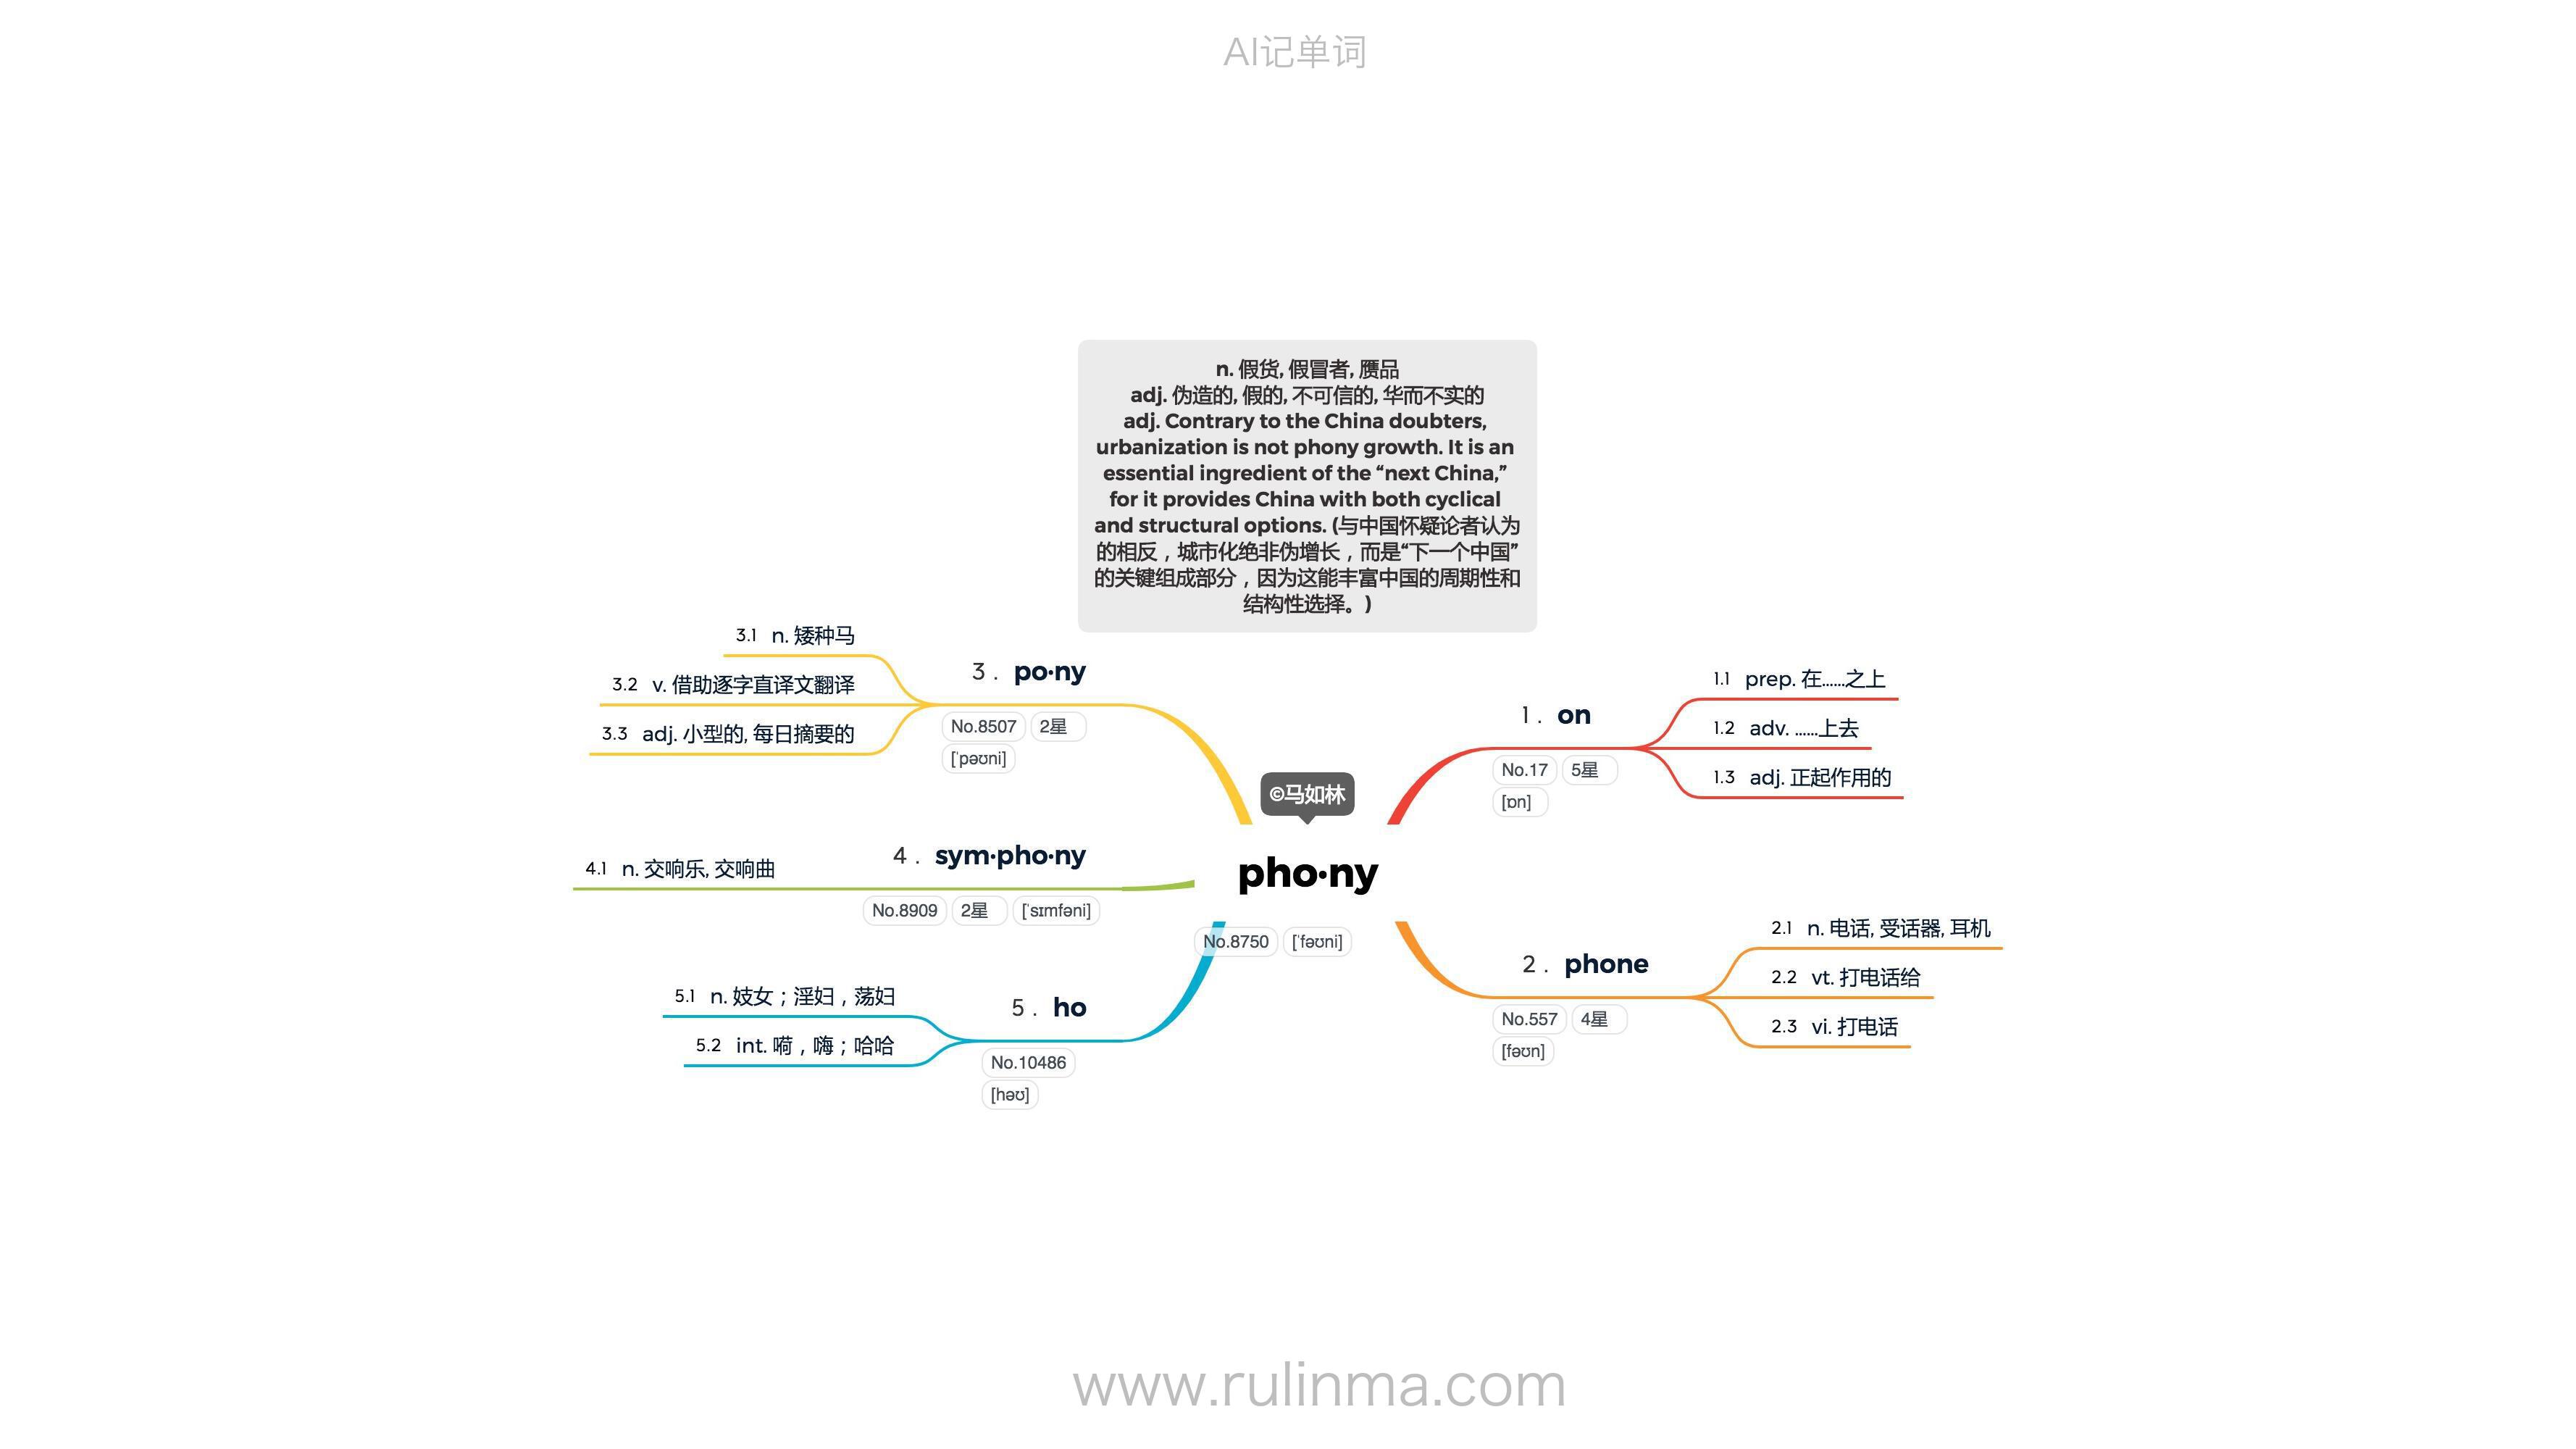 AI记单词
n. 假货, 假冒者, 赝品
adj. 伪造的, 假的, 不可信的, 华而不实的
adj. Contrary to the China doubters,
urbanization is not phony growth. It is an
essential ingredient of the “next China,”
for it provides China with both cyclical
and structural options. (与中国怀疑论者认为
的相反，城市化绝非伪增长，而是“下一个中国”
的关键组成部分，因为这能丰富中国的周期性和
结构性选择。)
©马如林
pho·ny
No.8750 [ˈfəʊni]
1. on
No.17 5星
[ɒn]
1.1 prep. 在……之上
1.2 adv. ……上去
1.3 adj. 正起作用的
2. phone
No.557 4星
[fəʊn]
2.1 n. 电话, 受话器, 耳机
2.2 vt. 打电话给
2.3 vi. 打电话
3. po·ny
No.8507 2星
[ˈpəʊni]
3.1 n. 矮种马
3.2 v. 借助逐字直译文翻译
3.3 adj. 小型的, 每日摘要的
4. sym·pho·ny
No.8909 2星 [ˈsɪmfəni]
4.1 n. 交响乐, 交响曲
5. ho
No.10486
[həʊ]
5.1 n. 妓女；淫妇，荡妇
5.2 int. 嗬，嗨；哈哈
www.rulinma.com